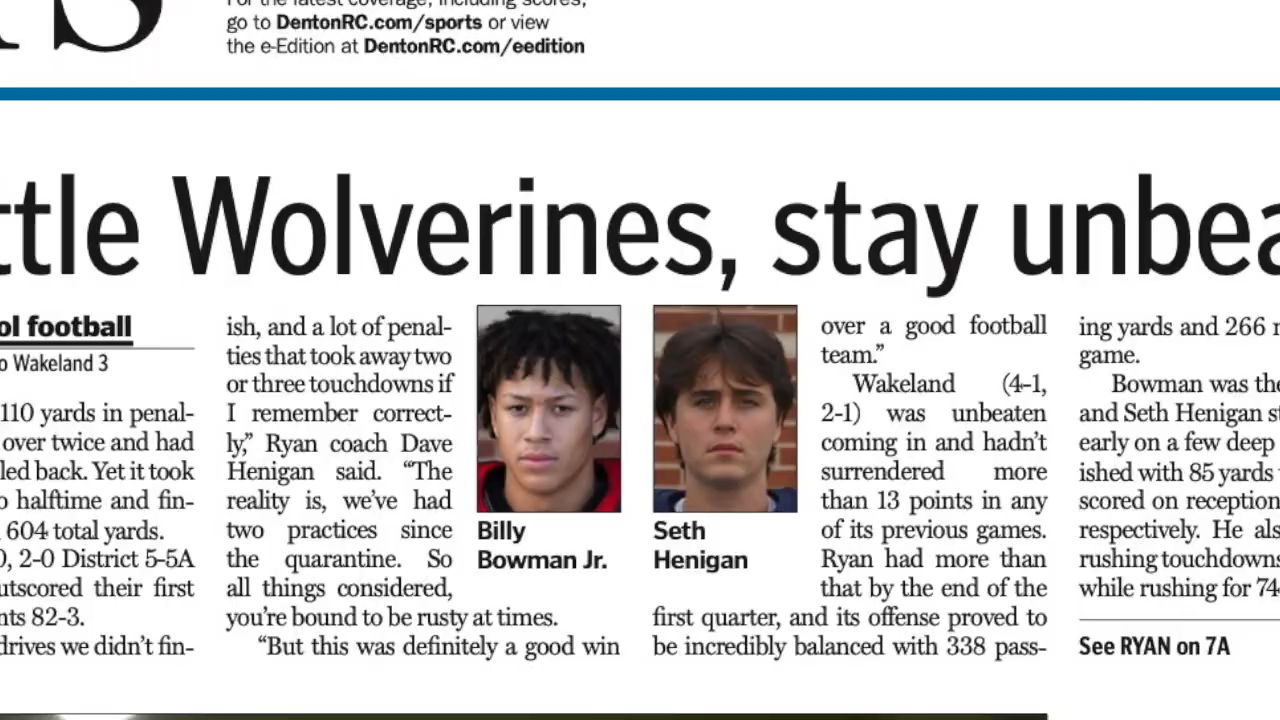 For the latest coverage, including scores,
go to DentonRC.com/sports or view
the e-Edition at DentonRC.com/eedition
ttle Wolverines, stay unbea
ol football
o Wakeland 3
110 yards in penal-
over twice and had
led back. Yet it took
o halftime and fin-
604 total yards.
0, 2-0 District 5-5A
utscored their first
nts 82-3.
drives we didn't fin-
ish, and a lot of penal-
ties that took away two
or three touchdowns if
I remember correct-
ly," Ryan coach Dave
Henigan said. "The
reality is, we've had
two practices since
the quarantine. So
all things considered,
you're bound to be rusty at times.
"But this was definitely a good win
Billy
Bowman Jr.
Seth
Henigan
over a good football
team."
Wakeland (4-1,
2-1) was unbeaten
coming in and hadn't
surrendered more
than 13 points in any
of its previous games.
Ryan had more than
that by the end of the
first quarter, and its offense proved to
be incredibly balanced with 338 pass-
ing yards and 266 r
game.
Bowman was the
and Seth Henigan st
early on a few deep
ished with 85 yards
scored on reception
respectively. He als
rushing touchdowns
while rushing for 74
See RYAN on 7A